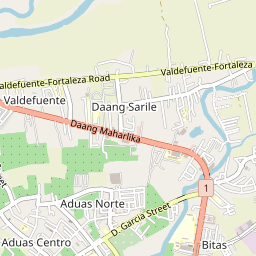 Valdefuente-Fortaleza
Valdefuente-Fortaleza Road
Valdefuente
Daang Sarile
Daang Maharlika
1
Aduas Norte
D. Garcia Street
Aduas Centro
Bitas